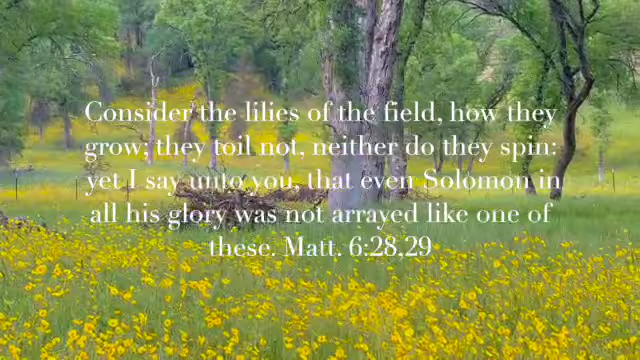 Consider the lilies of the field, how they
grow; they toil not, neither do they spin:
yet I say unto you, that even Solomon in
all his glory was not arrayed like one of
these. Matt. 6:28,29